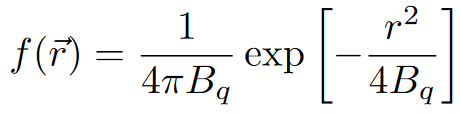 f(\vec{r}) = \frac{1}{4\pi B_q} \exp\left[-\frac{r^2}{4B_q}\right]